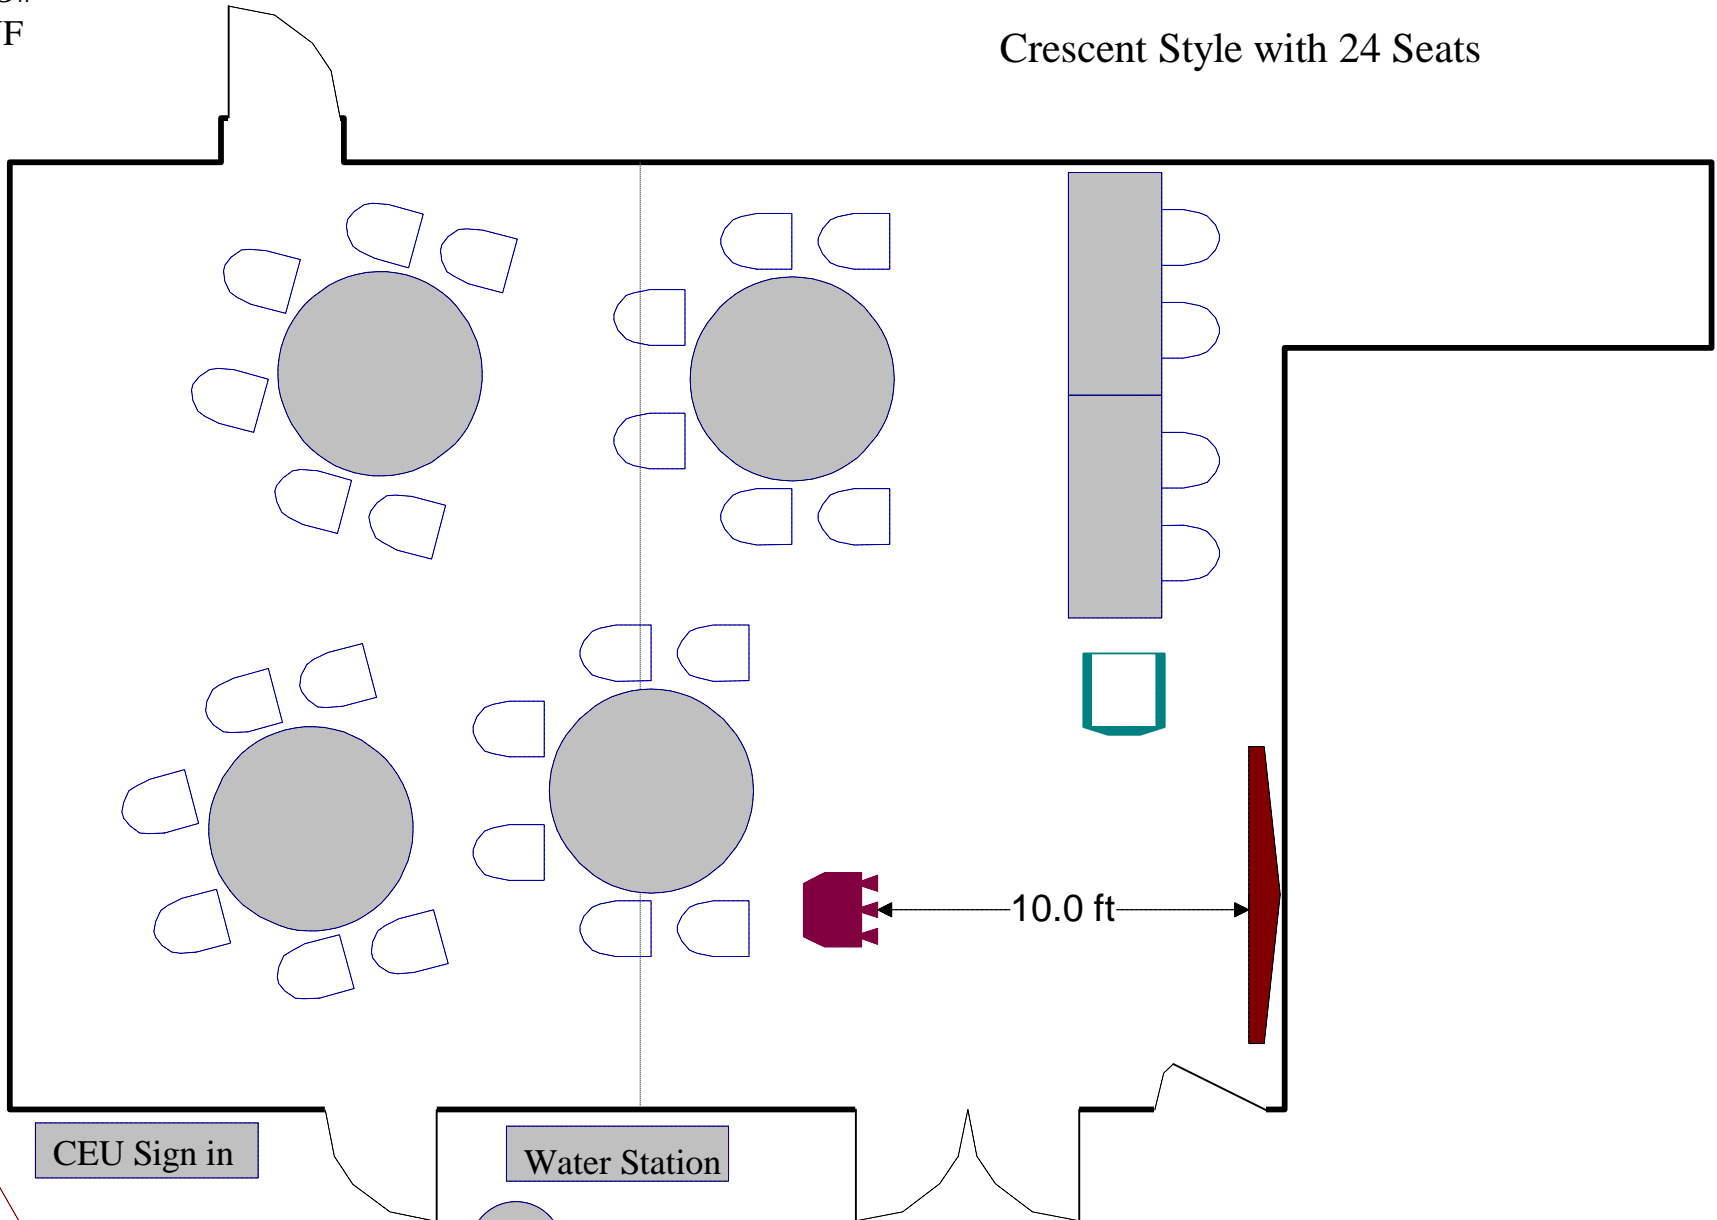 Crescent Style with 24 Seats
10.0 ft
CEU Sign in
Water Station